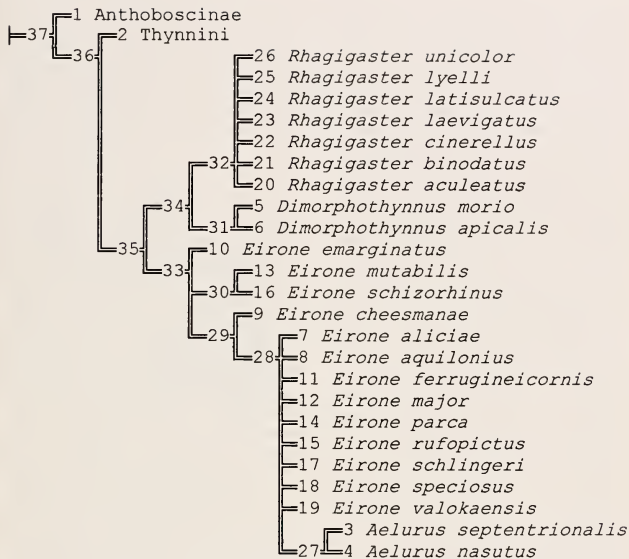 1 Anthoboscinae
37
36 2 Thynnini
26 Rhagigaster unicolor
25 Rhagigaster lyelli
24 Rhagigaster latisulcatus
23 Rhagigaster laevigatus
22 Rhagigaster cinerellus
32 21 Rhagigaster binodatus
20 Rhagigaster aculeatus
34 5 Dimorphothynnus morio
31 6 Dimorphothynnus apicalis
35 10 Eirone emarginatus
33 13 Eirone mutabilis
30 16 Eirone schizorhinus
9 Eirone cheesmanae
29 7 Eirone aliciae
28 8 Eirone aquilonius
11 Eirone ferrugineicornis
12 Eirone major
14 Eirone parca
15 Eirone rufopictus
17 Eirone schlingeri
18 Eirone speciosus
19 Eirone valokaensis
3 Aelurus septentrionalis
27 4 Aelurus nasutus